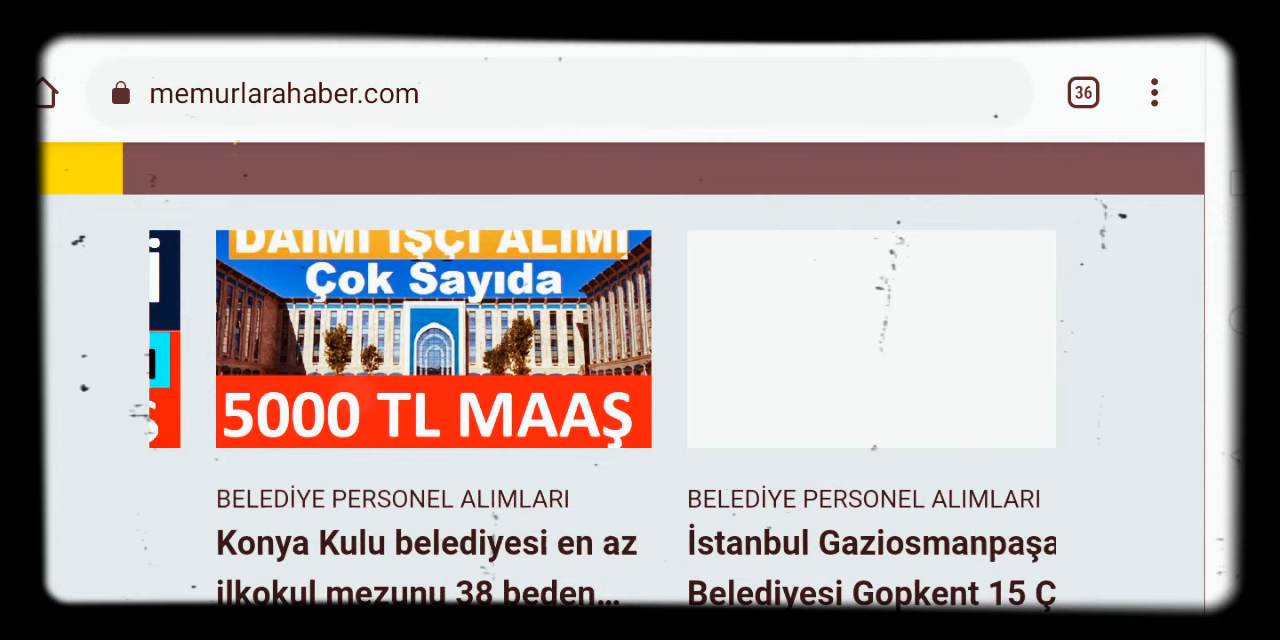 memurlarahaber.com
36
DAİMİ İŞÇİ ALIMI
Çok Sayıda
5000 TL MAAŞ
BELEDİYE PERSONEL ALIMLARI
Konya Kulu belediyesi en az
ilkokul mezunu 38 beden...
BELEDİYE PERSONEL ALIMLARI
İstanbul Gaziosmanpaşa
Belediyesi Gopkent 15 Ç